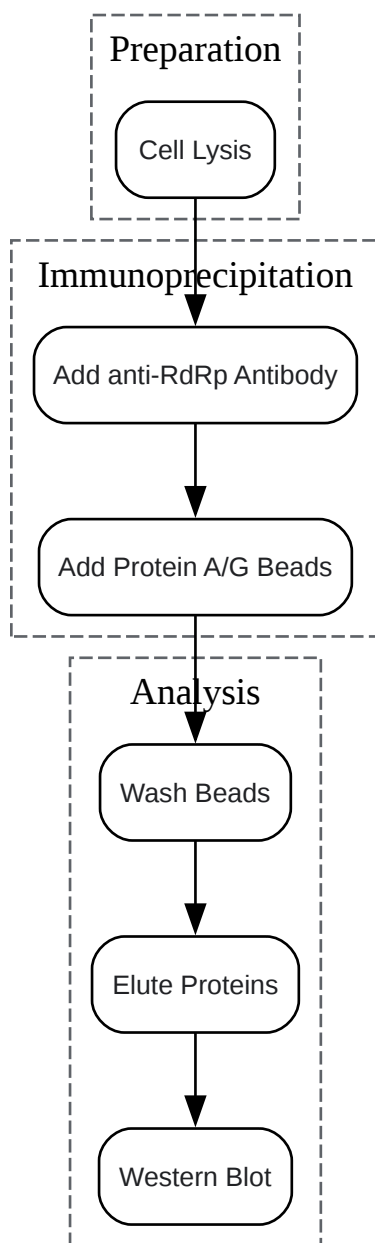 Preparation
Cell Lysis
Immunoprecipitation
Add anti-RdRp Antibody
Add Protein A/G Beads
Analysis
Wash Beads
Elute Proteins
Western Blot